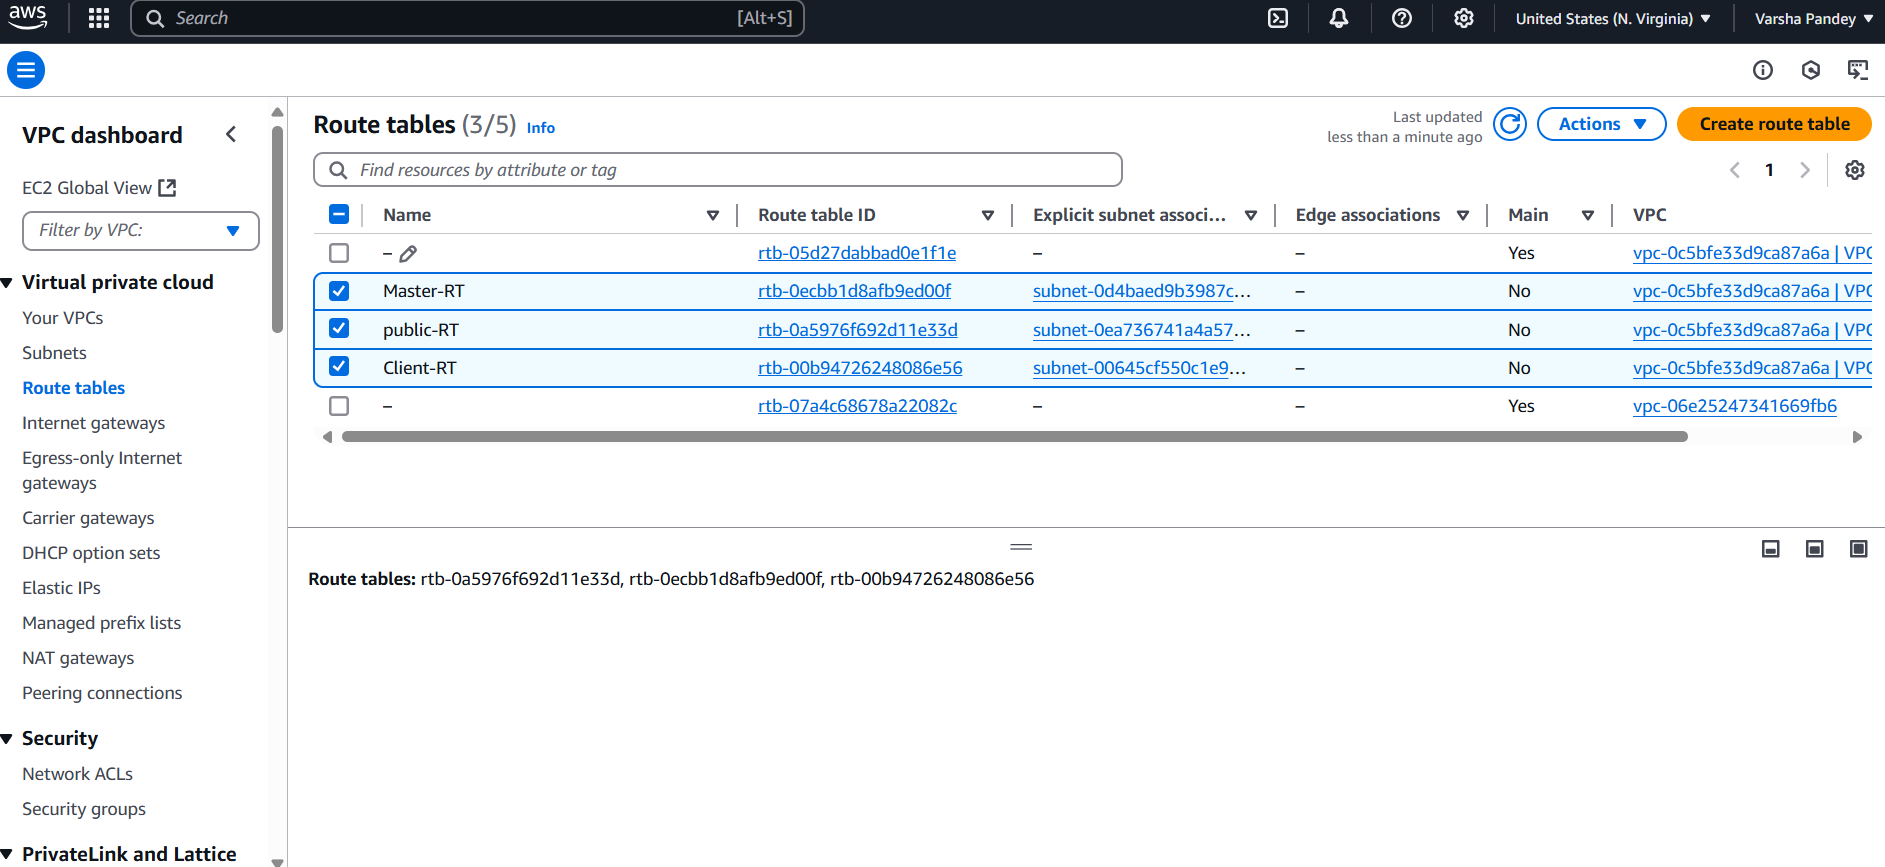 aws Search [Alt+S] United States (N. Virginia) Varsha Pandey
VPC dashboard
EC2 Global View
Filter by VPC:
Virtual private cloud
Your VPCs
Subnets
Route tables
Internet gateways
Egress-only Internet
gateways
Carrier gateways
DHCP option sets
Elastic IPs
Managed prefix lists
NAT gateways
Peering connections
Security
Network ACLs
Security groups
PrivateLink and Lattice
Route tables (3/5) Info
Last updated
less than a minute ago
Actions
Create route table
Find resources by attribute or tag
1
Name Route table ID Explicit subnet associ... Edge associations Main VPC
– rtb-05d27dabbad0e1f1e – – Yes vpc-0c5bfe33d9ca87a6a | VPC
Master-RT rtb-0ecbb1d8afb9ed00f subnet-0d4baed9b3987c... – No vpc-0c5bfe33d9ca87a6a | VPC
public-RT rtb-0a5976f692d11e33d subnet-0ea736741a4a57... – No vpc-0c5bfe33d9ca87a6a | VPC
Client-RT rtb-00b94726248086e56 subnet-00645cf550c1e9... – No vpc-0c5bfe33d9ca87a6a | VPC
– rtb-07a4c68678a22082c – – Yes vpc-06e25247341669fb6
Route tables: rtb-0a5976f692d11e33d, rtb-0ecbb1d8afb9ed00f, rtb-00b94726248086e56